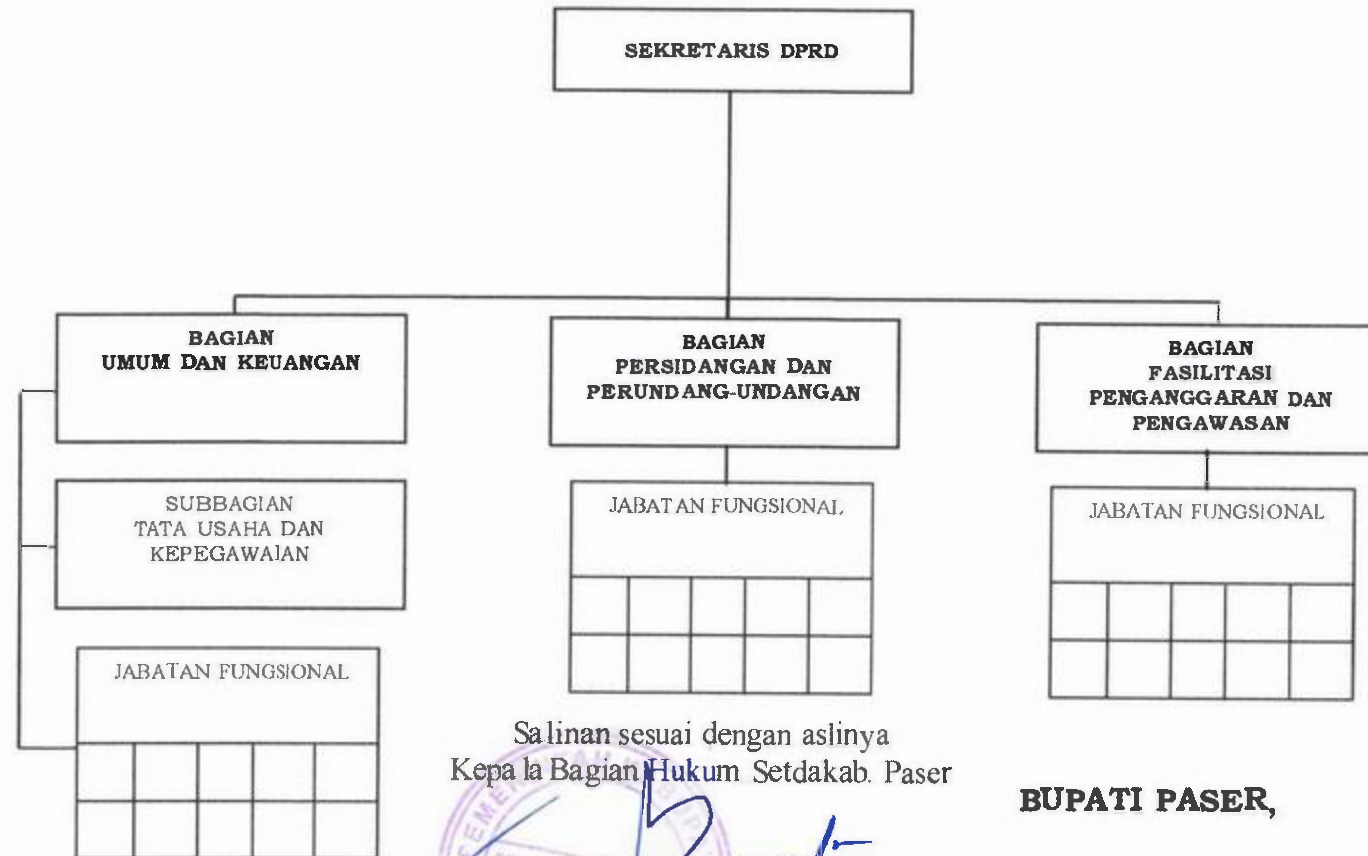 SEKRETARIS DPRD
BAGIAN
UMUM DAN KEUANGAN
BAGIAN
PERSIDANGAN DAN
PERUNDANG-UNDANGAN
BAGIAN
FASILITASI
PENGANGGARAN DAN
PENGAWASAN
SUBBAGIAN
TATA USAHA DAN
KEPEGAWAIAN
JABATAN FUNGSIONAL
JABATAN FUNGSIONAL
JABATAN FUNGSIONAL
Salinan sesuai dengan aslinya
Kepala Bagian Hukum Setdakab. Paser
BUPATI PASER,